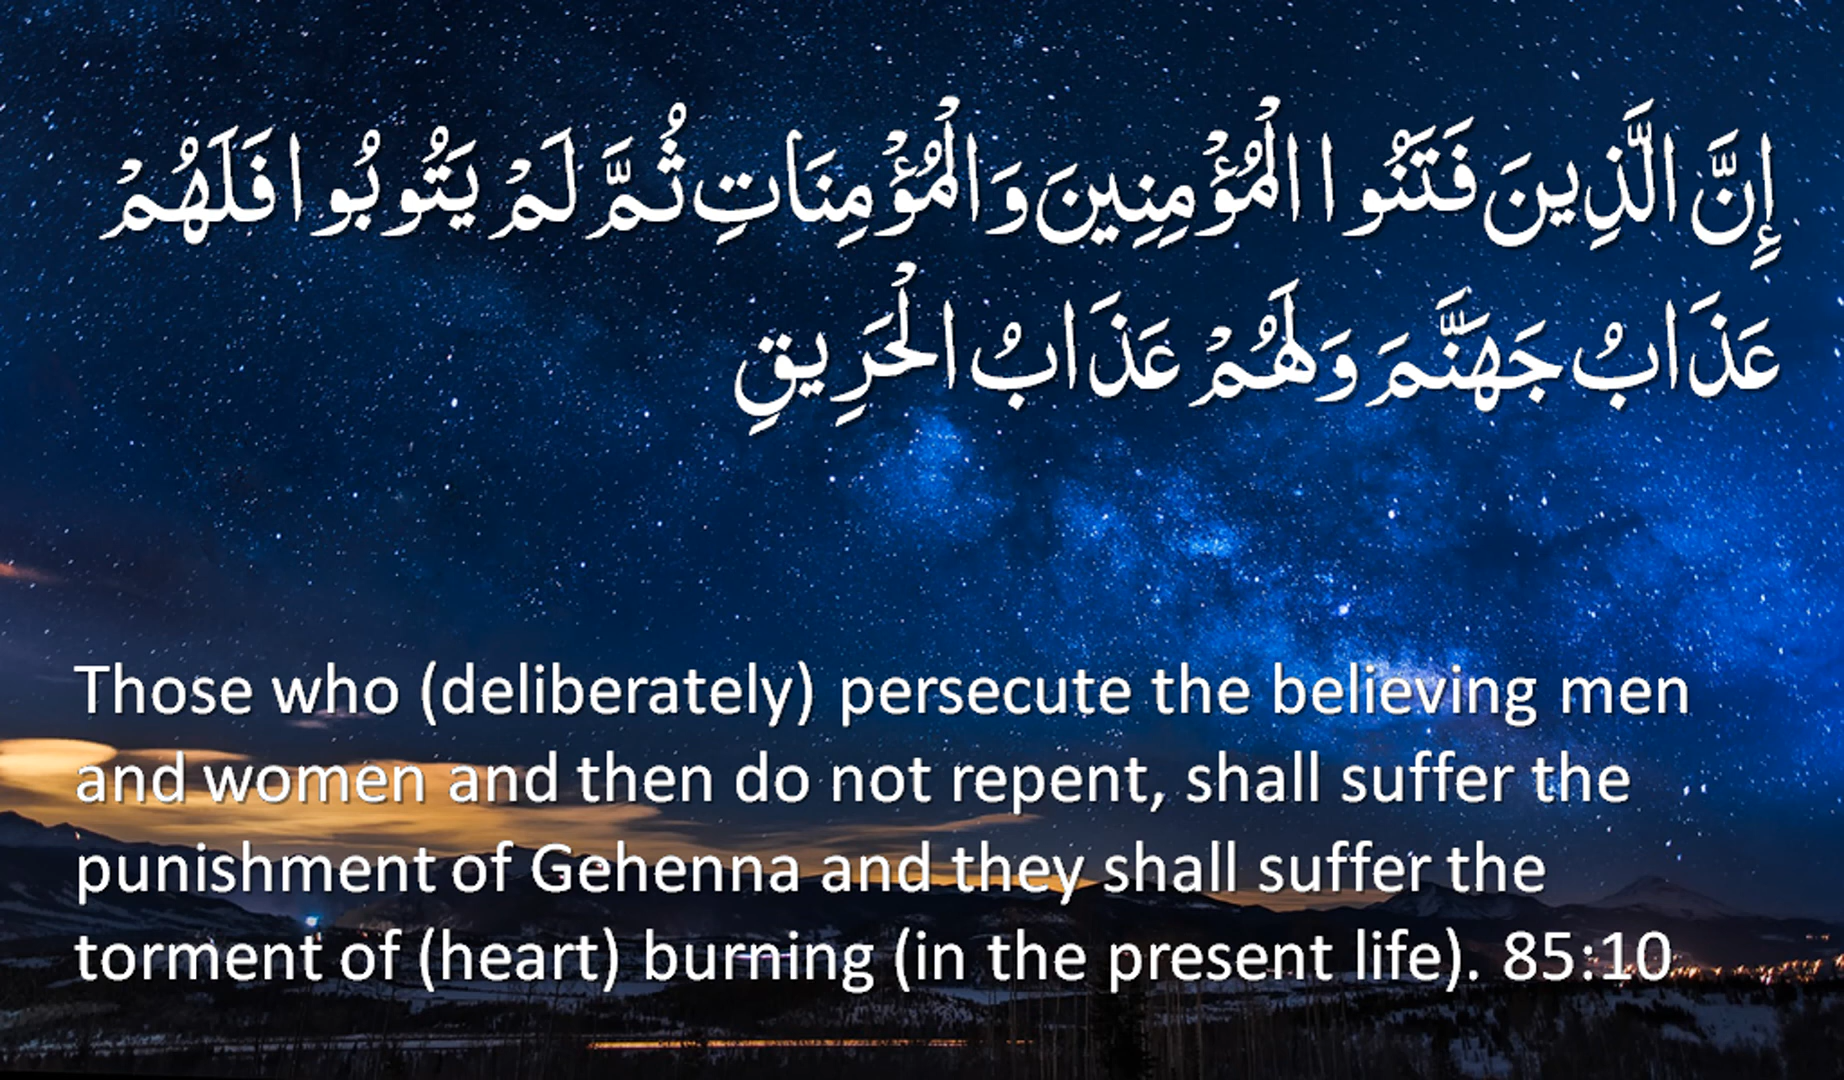 إِنَّ الَّذِينَ فَتَنُوا الْمُؤْمِنِينَ وَالْمُؤْمِنَاتِ ثُمَّ لَمْ يَتُوبُوا فَلَهُمْ
عَذَابُ جَهَنَّمَ وَلَهُمْ عَذَابُ الْحَرِيقِ
Those who (deliberately) persecute the believing men
and women and then do not repent, shall suffer the
punishment of Gehenna and they shall suffer the
torment of (heart) burning (in the present life). 85:10